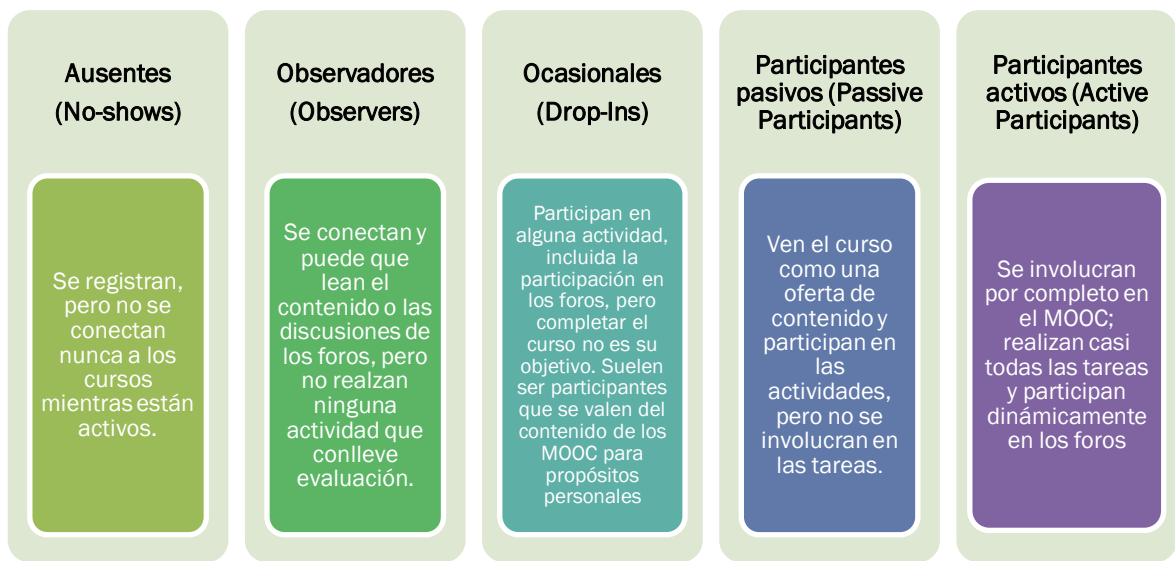 Ausentes
(No-shows)
Se registran,
pero no se
conectan
nunca a los
cursos
mientras están
activos.
Observadores
(Observers)
Se conectan y
puede que
lean el
contenido o las
discusiones de
los foros, pero
no realzan
ninguna
actividad que
conlleve
evaluación.
Ocasionales
(Drop-Ins)
Participan en
alguna actividad,
incluida la
participación en
los foros, pero
completar el
curso no es su
objetivo. Suelen
ser participantes
que se valen del
contenido de los
MOOC para
propósitos
personales
Participantes
pasivos (Passive
Participants)
Ven el curso
como una
oferta de
contenido y
participan en
las
actividades,
pero no se
involucran en
las tareas.
Participantes
activos (Active
Participants)
Se involucran
por completo en
el MOOC;
realizan casi
todas las tareas
y participan
dinámicamente
en los foros